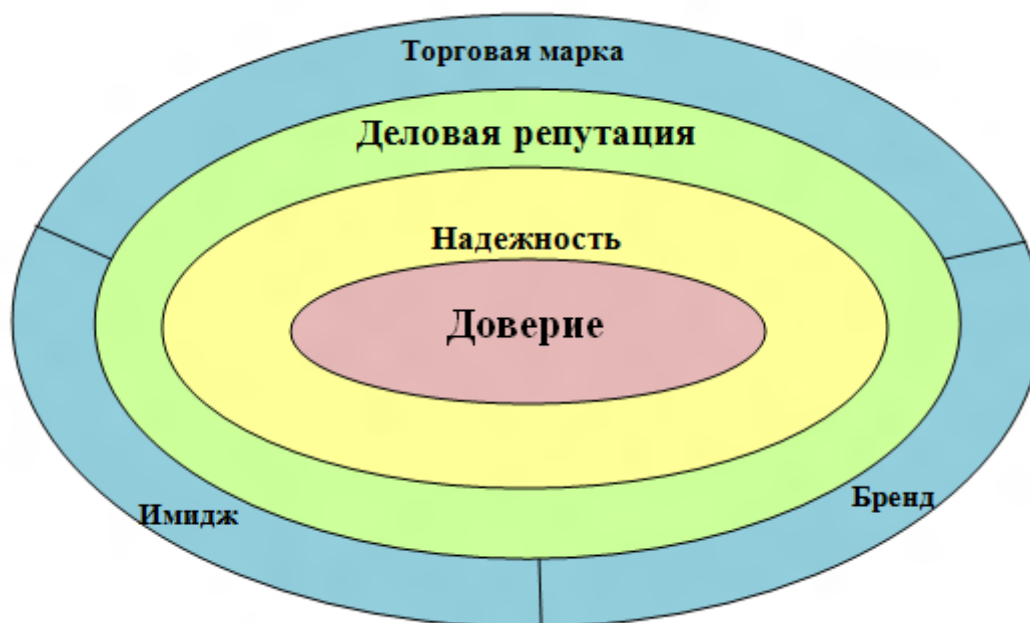 Торговая марка
Деловая репутация
Надежность
Доверие
Имидж
Бренд